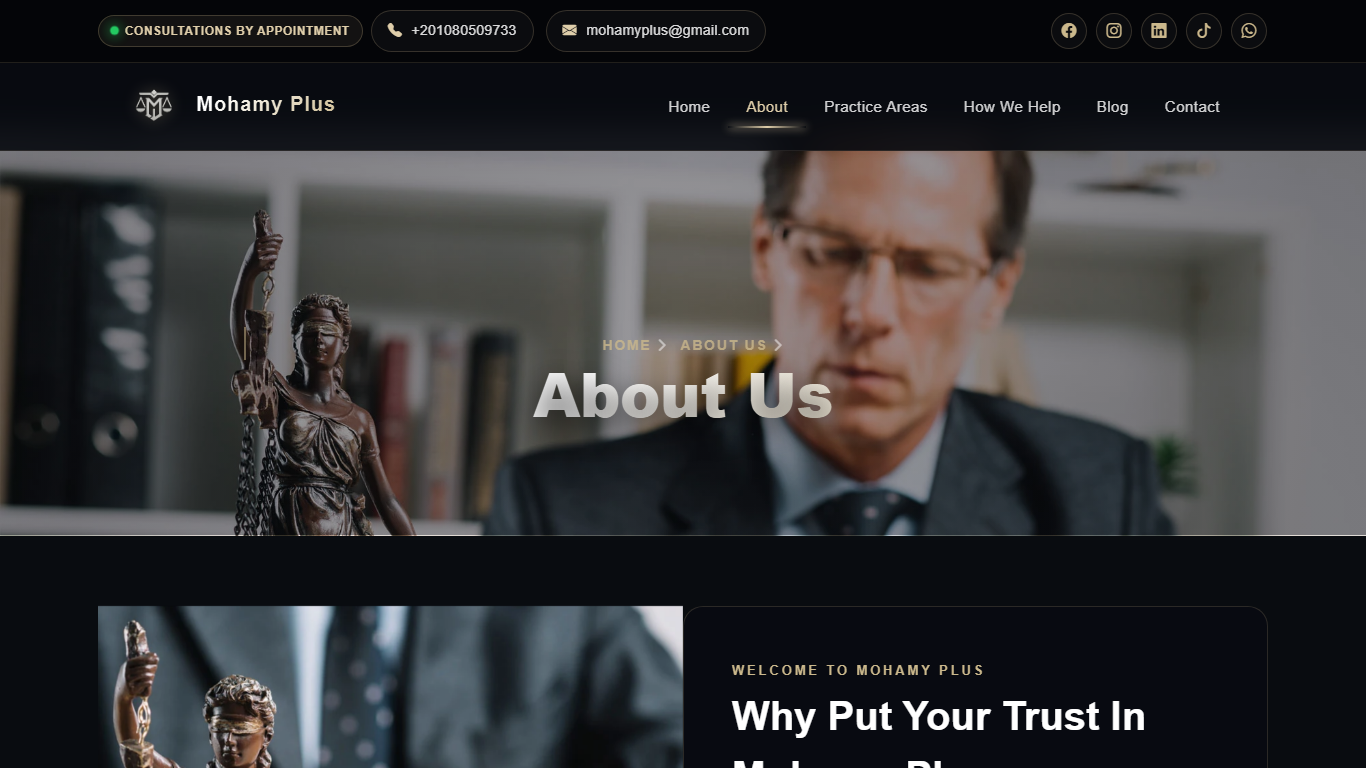 CONSULTATIONS BY APPOINTMENT
+201080509733
mohamyplus@gmail.com
Mohamy Plus
Home
About
Practice Areas
How We Help
Blog
Contact
HOME
ABOUT US
About Us
WELCOME TO MOHAMY PLUS
Why Put Your Trust In